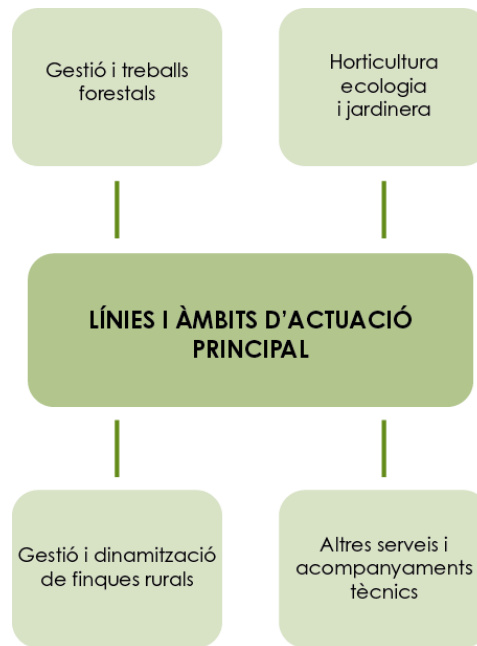 Gestió i treballs
forestals
Horticultura
ecologia
i jardinera
LÍNIES I ÀMBITS D'ACTUACIÓ
PRINCIPAL
Gestió i dinamització
de finques rurals
Altres serveis i
acompanyaments
tècnics